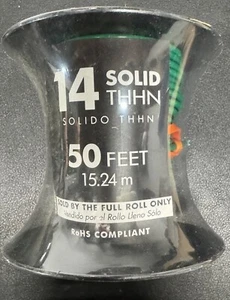 14 SOLID
THHN
SOLIDO THHN
50 FEET
15.24 m
SOLD BY THE FULL ROLL ONLY
Vendido por el Rollo Lleno Solo
RoHS COMPLIANT